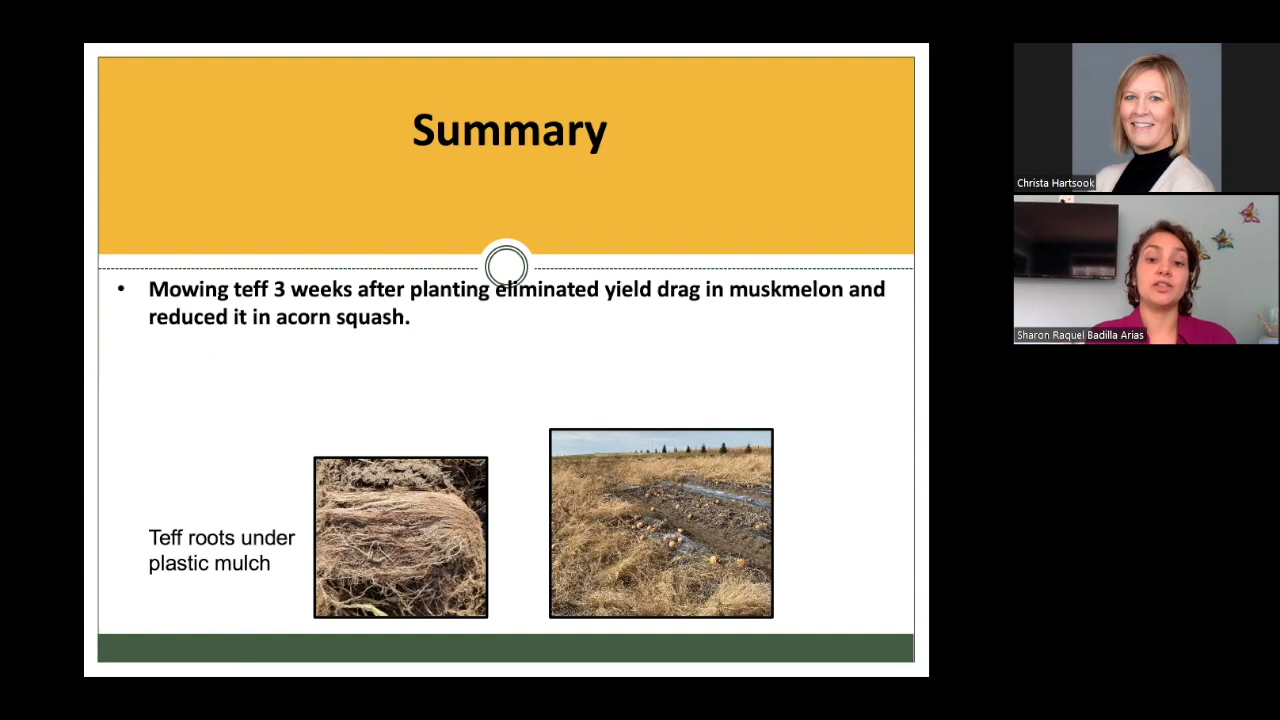 Summary
• Mowing teff 3 weeks after planting eliminated yield drag in muskmelon and
reduced it in acorn squash.
Teff roots under
plastic mulch
Christa Hartsook
Sharon Raquel Badilla Arias